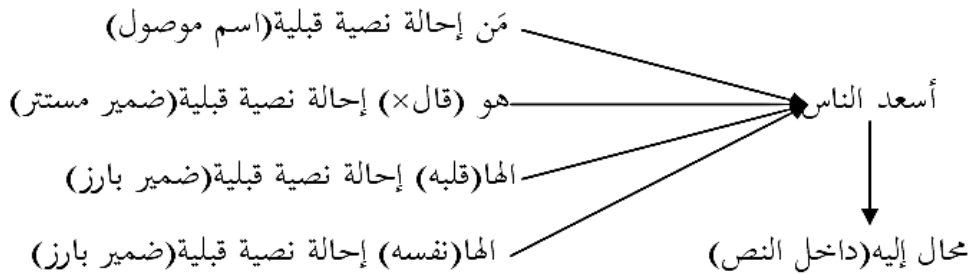 مَن إحالة نصية قبلية(اسم موصول)
أسعد الناس
هو (قال×) إحالة نصية قبلية(ضمير مستتر)
الها(قلبه) إحالة نصية قبلية(ضمير بارز)
محال إليه(داخل النص)
الها(نفسه) إحالة نصية قبلية(ضمير بارز)